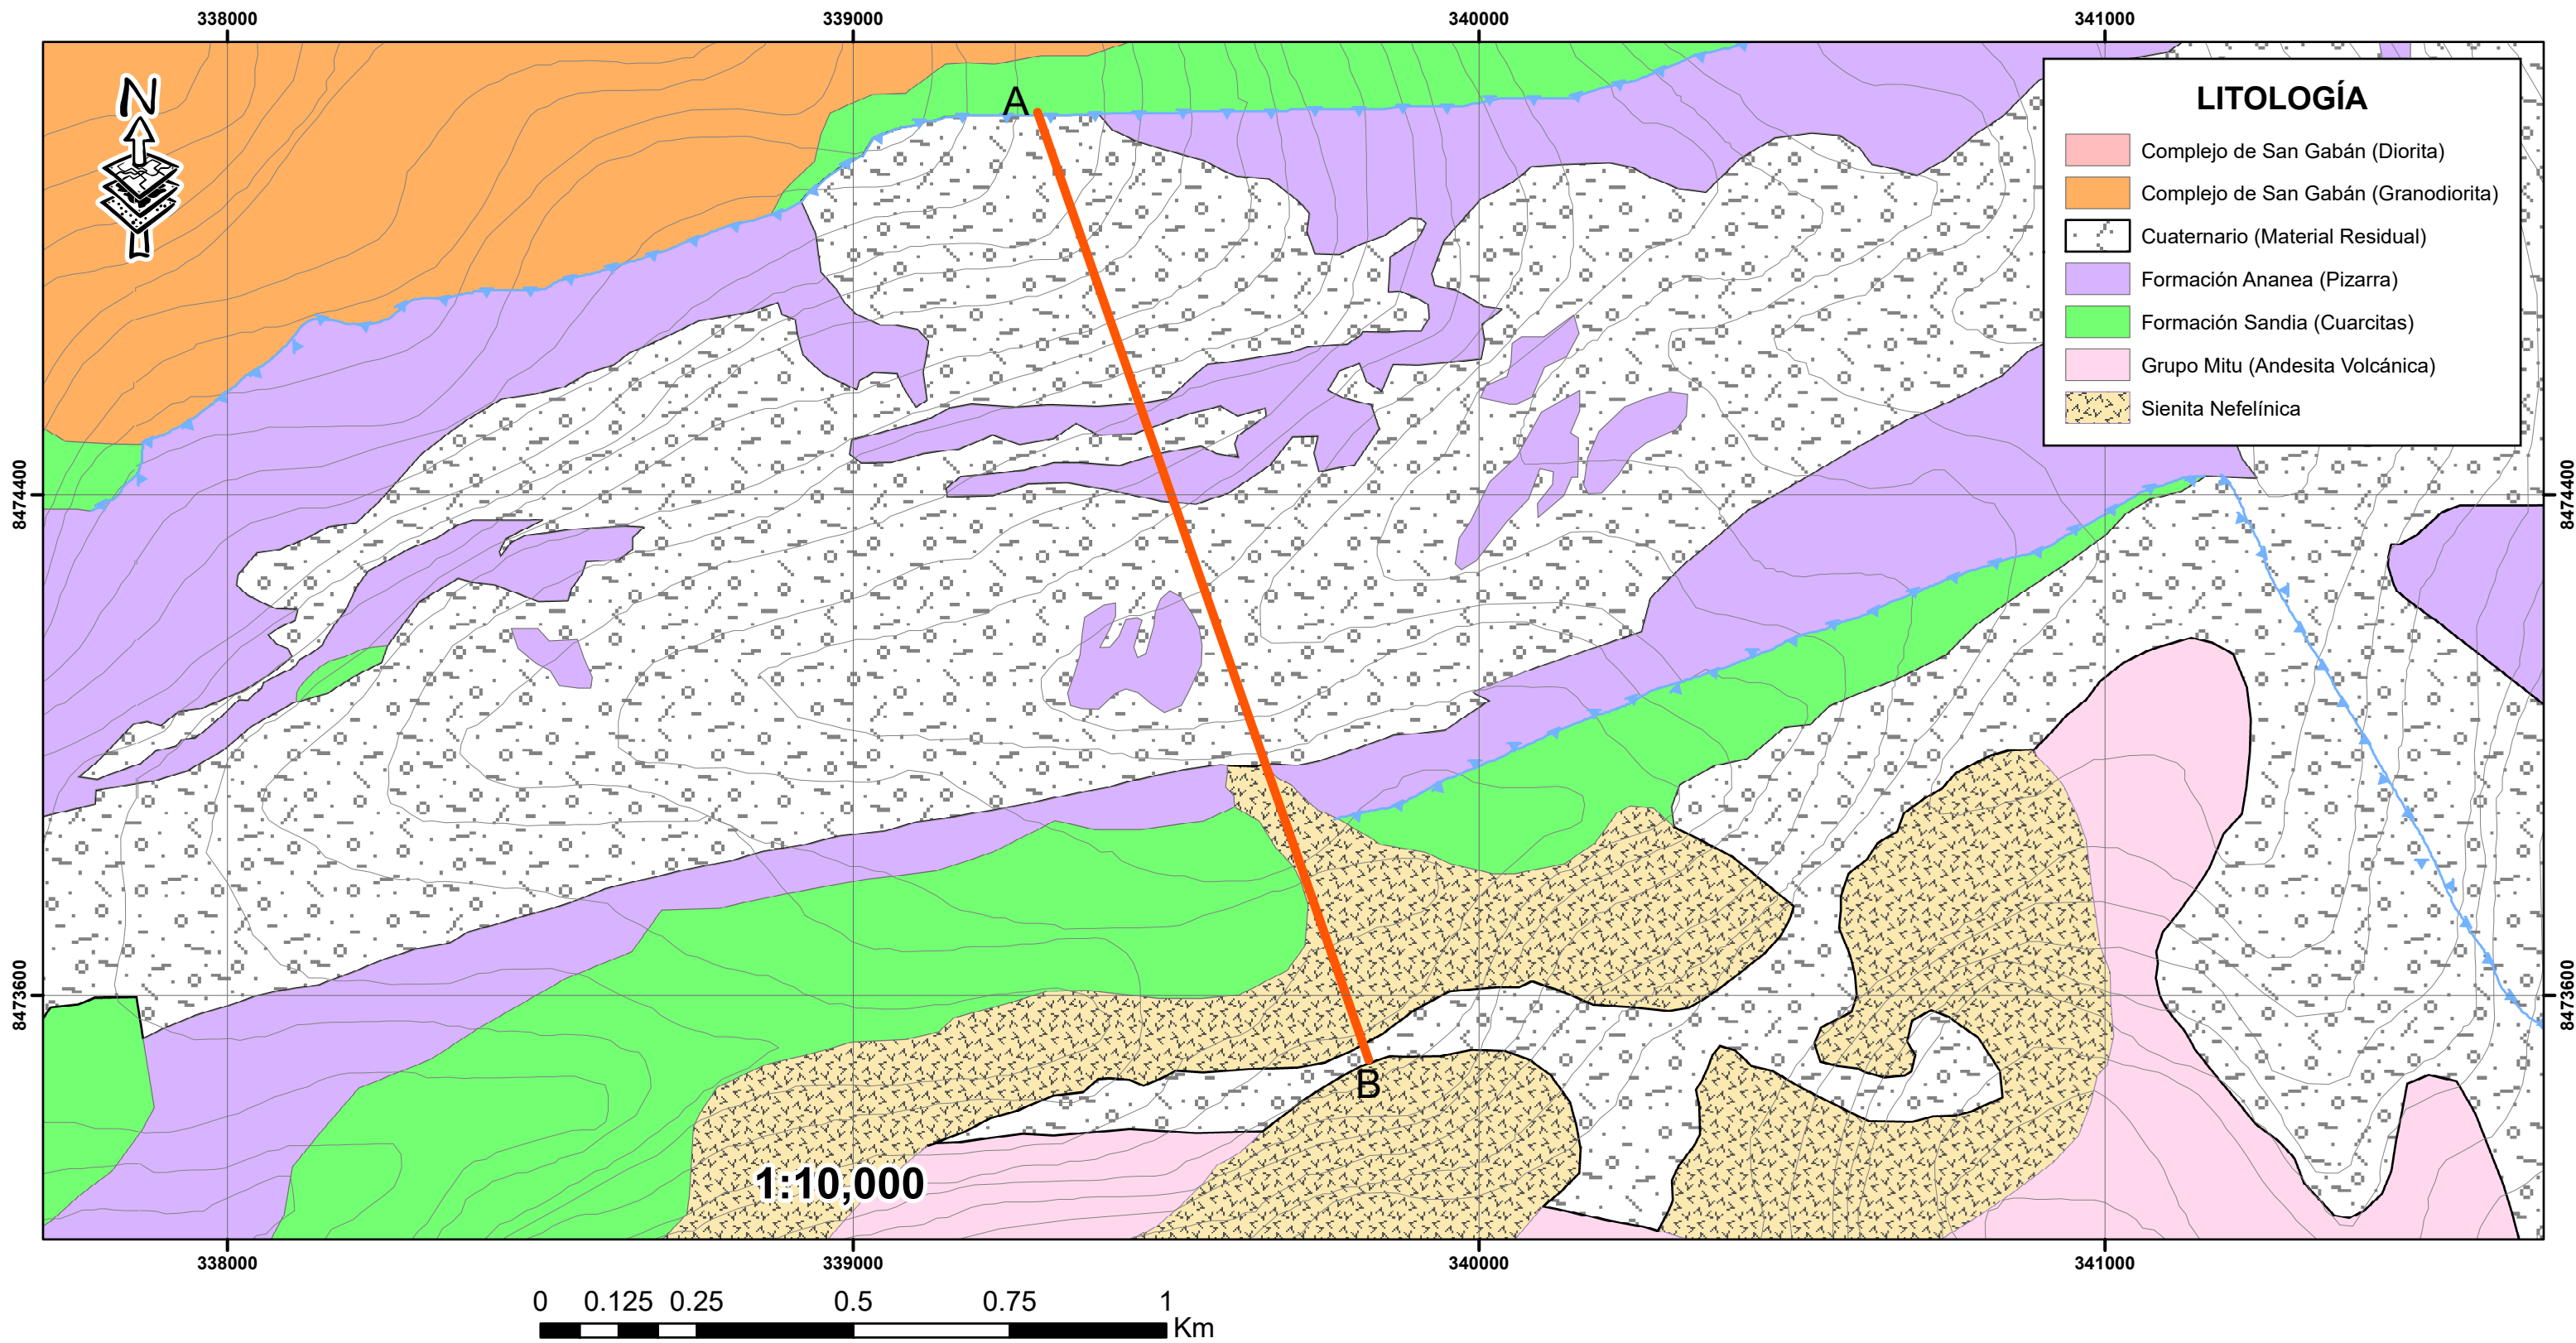 338000
339000
340000
341000
N
A
LITOLOGÍA
Complejo de San Gabán (Diorita)
Complejo de San Gabán (Granodiorita)
Cuaternario (Material Residual)
Formación Ananea (Pizarra)
Formación Sandia (Cuarcitas)
Grupo Mitu (Andesita Volcánica)
Sienita Nefelínica
8474400
8474400
8473600
8473600
B
1:10,000
338000
339000
340000
341000
0 0.125 0.25 0.5 0.75 1
Km